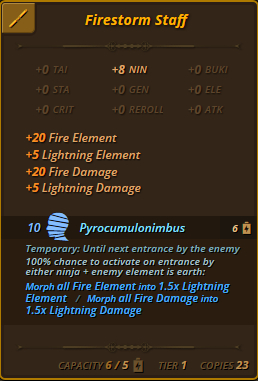 Firestorm Staff
+0 TAI +8 NIN +0 BUKI
+0 STA +0 GEN +0 ELE
+0 CRIT +0 REROLL +0 ATK
+20 Fire Element
+5 Lightning Element
+20 Fire Damage
+5 Lightning Damage
10 Pyrocumulonimbus 6
Temporary: Until next entrance by the enemy
100% chance to activate on entrance by
either ninja + enemy element is earth:
Morph all Fire Element into 1.5x Lightning
Element / Morph all Fire Damage into
1.5x Lightning Damage
CAPACITY 6 / 5 TIER 1 COPIES 23